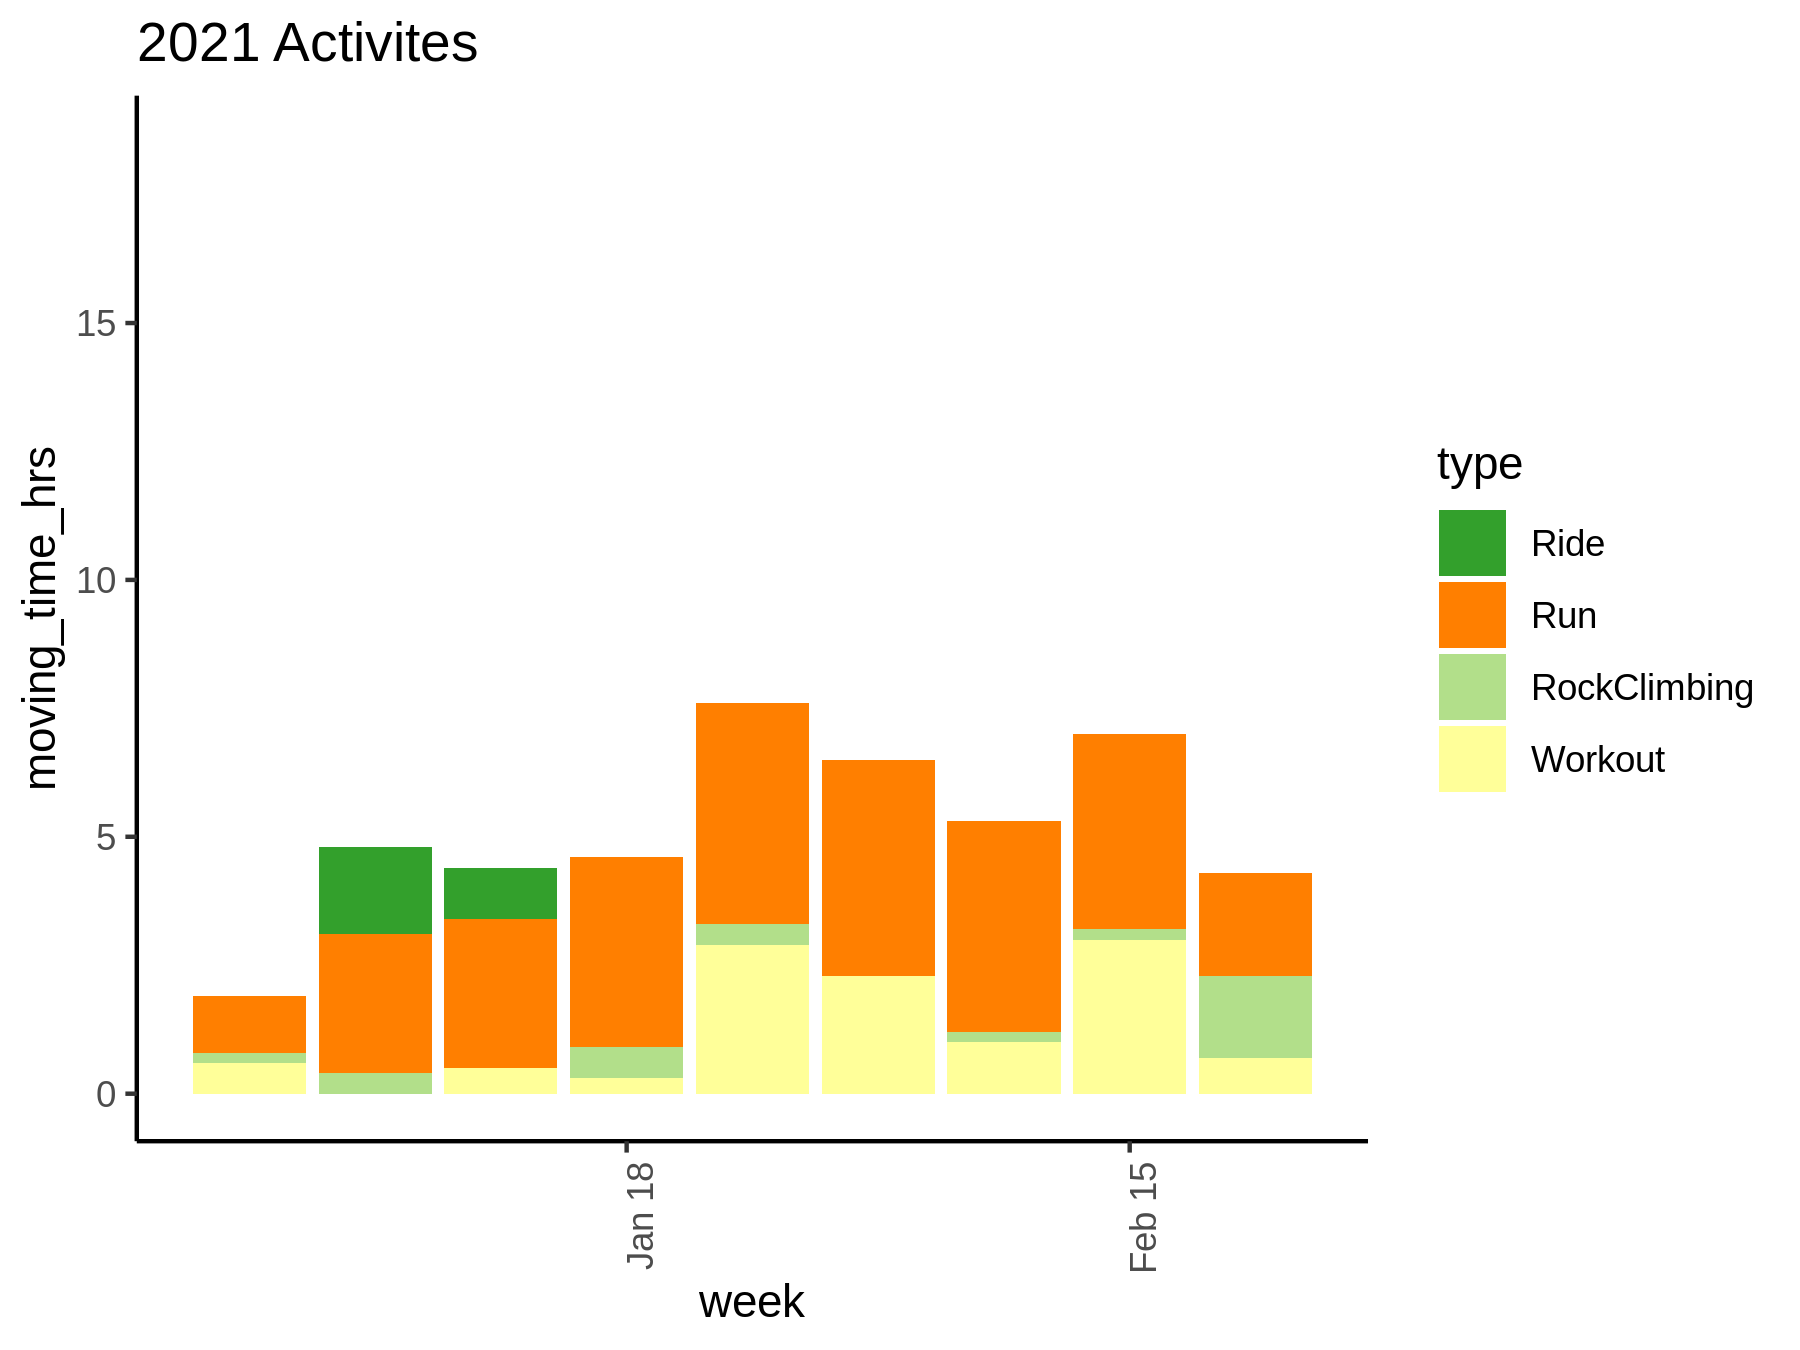 2021 Activites
moving_time_hrs
15
10
5
0
Jan 18
Feb 15
week
type
Ride
Run
RockClimbing
Workout